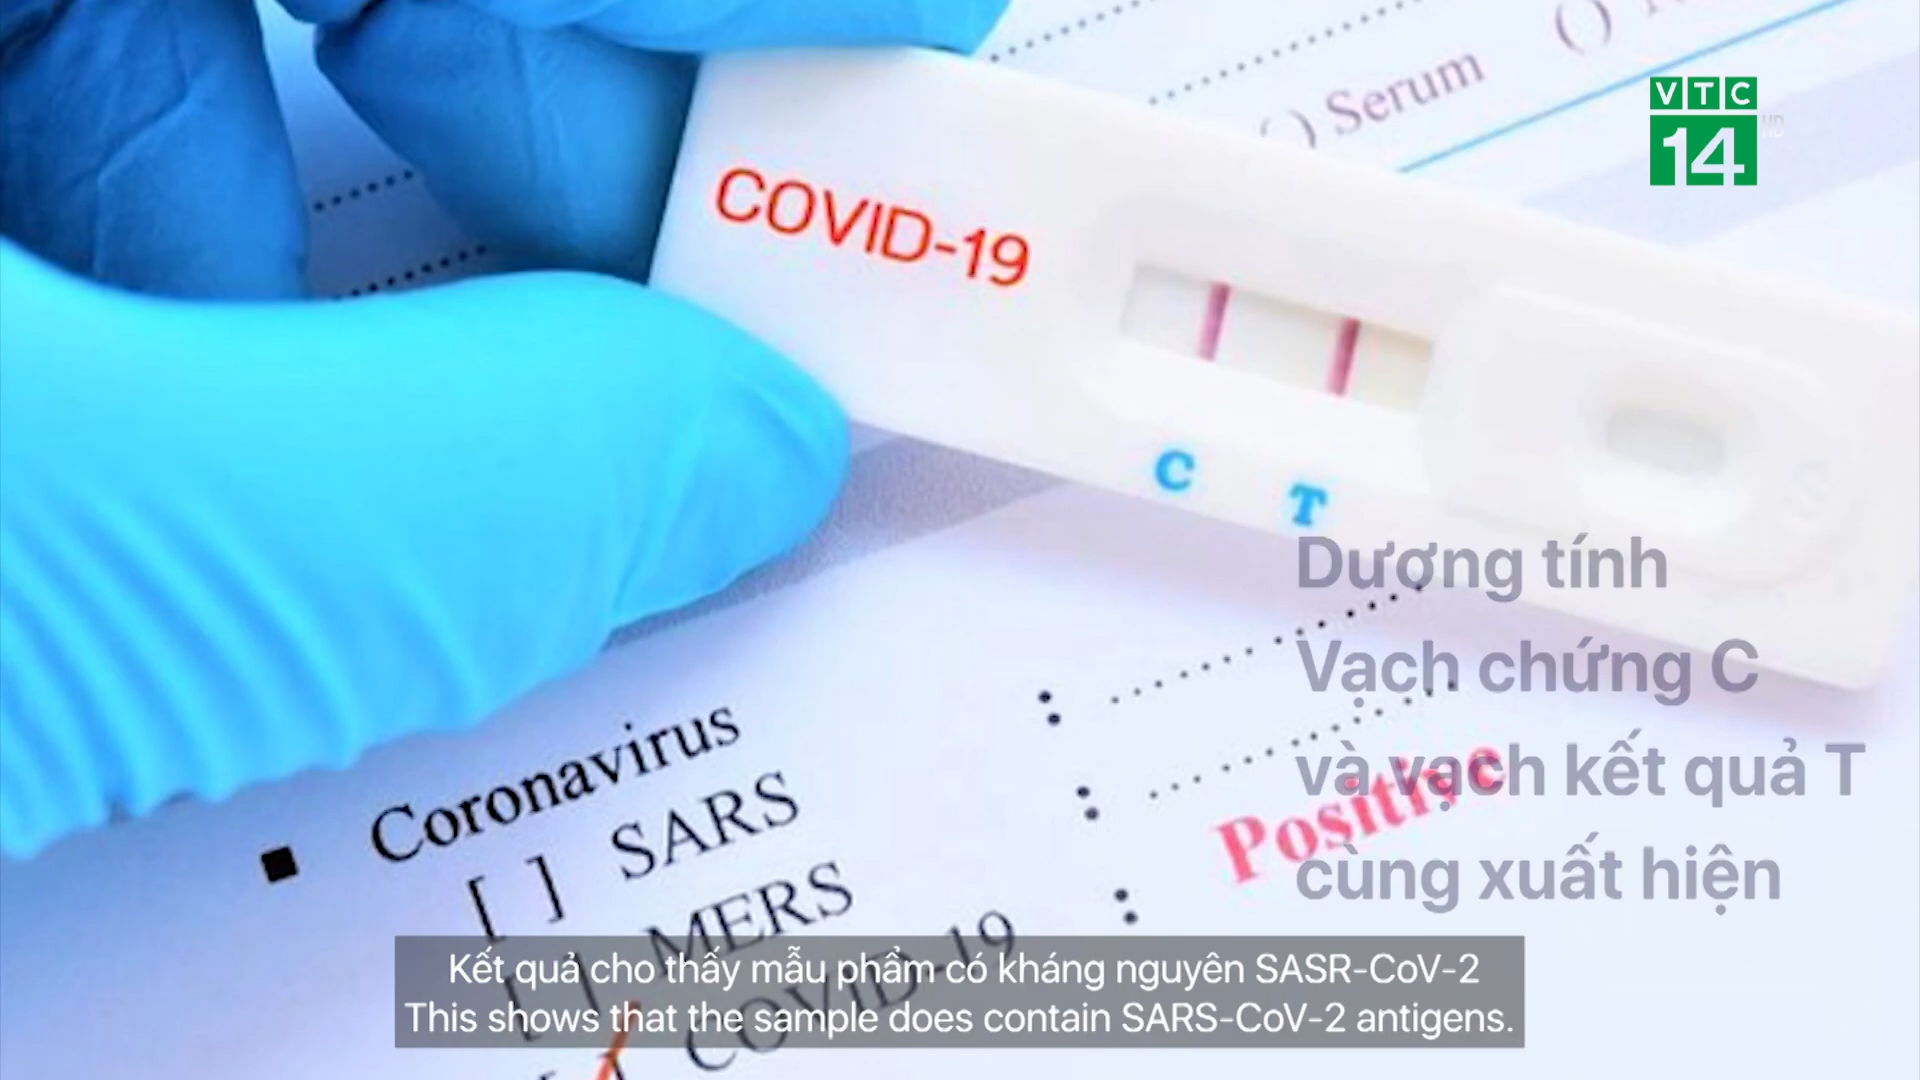 ( ) Serum
VTC
14
HD
COVID-19
C
T
Dương tính
Vạch chứng C
và vạch kết quả T
cùng xuất hiện
Coronavirus
[ ] SARS
[ ] MERS
COVID-19
Positive
Kết quả cho thấy mẫu phẩm có kháng nguyên SASR-CoV-2
This shows that the sample does contain SARS-CoV-2 antigens.